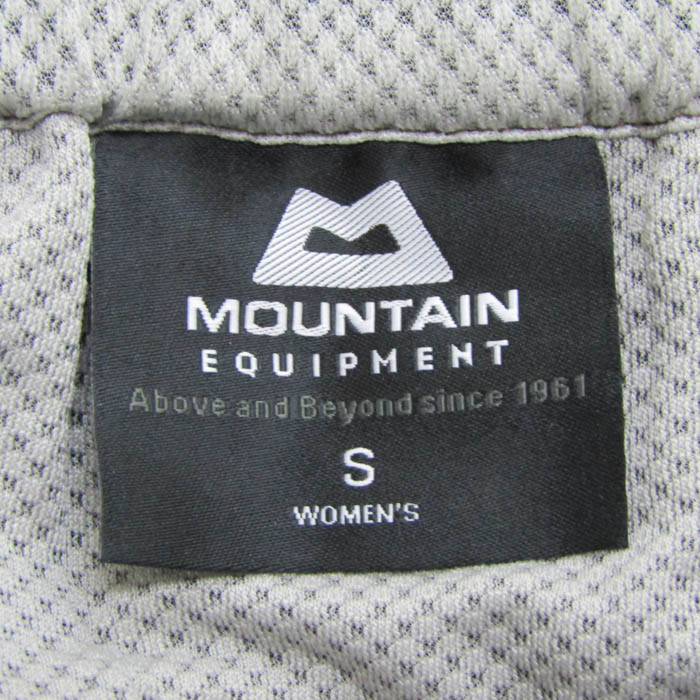 MOUNTAIN
EQUIPMENT
Above and Beyond since 1961
S
WOMEN'S